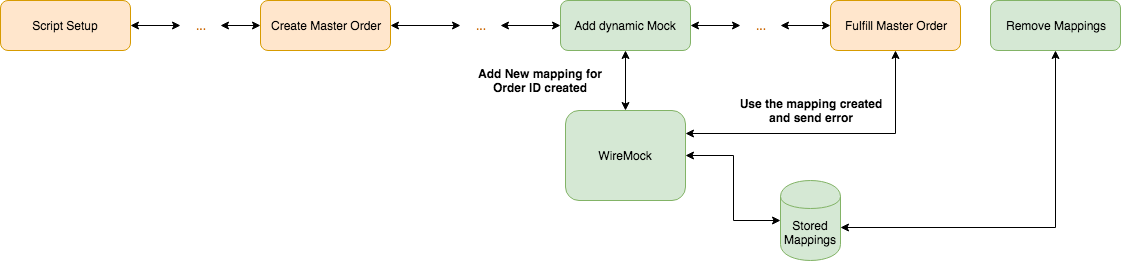 Script Setup
...
Create Master Order
...
Add dynamic Mock
...
Fulfill Master Order
Remove Mappings
Add New mapping for
Order ID created
Use the mapping created
and send error
WireMock
Stored
Mappings